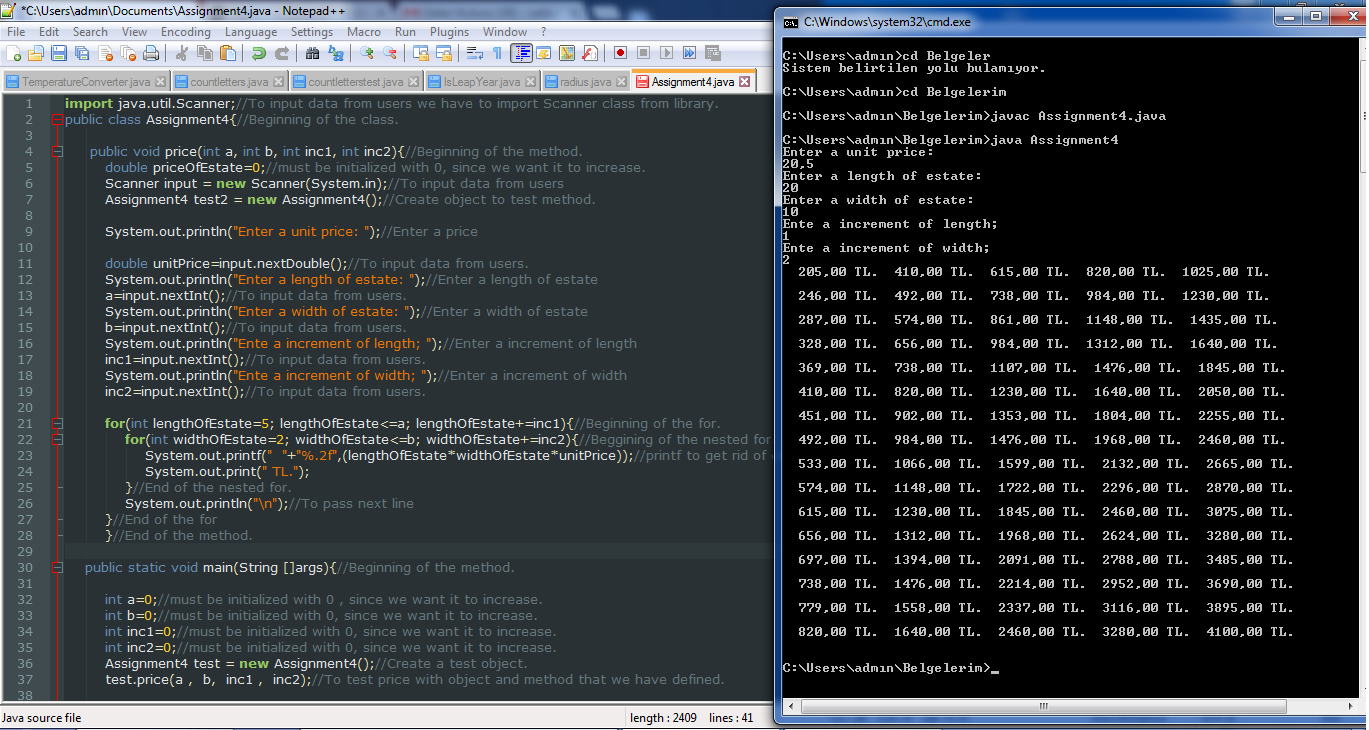 *C:\Users\admın\Documents\Assignment4.java - Notepad++
File Edit Search View Encoding Language Settings Macro Run Plugins Window ?
TemperatureConverter.java countletters.java countletterstest.java IsLeapYear.java radius.java Assignment4.java
1 import java.util.Scanner;//To input data from users we have to import Scanner class from library.
2 public class Assignment4{//Beginning of the class.
3
4 public void price(int a, int b, int inc1, int inc2){//Beginning of the method.
5 double priceOfEstate=0;//must be initialized with 0, since we want it to increase.
6 Scanner input = new Scanner(System.in);//To input data from users
7 Assignment4 test2 = new Assignment4();//Create object to test method.
8
9 System.out.println("Enter a unit price: ");//Enter a price
10
11 double unitPrice=input.nextDouble();//To input data from users.
12 System.out.println("Enter a length of estate: ");//Enter a length of estate
13 a=input.nextInt();//To input data from users.
14 System.out.println("Enter a width of estate: ");//Enter a width of estate
15 b=input.nextInt();//To input data from users.
16 System.out.println("Ente a increment of length; ");//Enter a increment of length
17 inc1=input.nextInt();//To input data from users.
18 System.out.println("Ente a increment of width; ");//Enter a increment of width
19 inc2=input.nextInt();//To input data from users.
20
21 for(int lengthOfEstate=5; lengthOfEstate<=a; lengthOfEstate+=inc1){//Beginning of the for.
22 for(int widthOfEstate=2; widthOfEstate<=b; widthOfEstate+=inc2){//Beggining of the nested for
23 System.out.printf("  "+"%.2f",(lengthOfEstate*widthOfEstate*unitPrice));//printf to get rid of
24 System.out.print(" TL.");
25 }//End of the nested for.
26 System.out.println("\n");//To pass next line
27 }//End of the for
28 }//End of the method.
29
30 public static void main(String []args){//Beginning of the method.
31
32 int a=0;//must be initialized with 0 , since we want it to increase.
33 int b=0;//must be initialized with 0, since we want it to increase.
34 int inc1=0;//must be initialized with 0, since we want it to increase.
35 int inc2=0;//must be initialized with 0, since we want it to increase.
36 Assignment4 test = new Assignment4();//Create a test object.
37 test.price(a , b, inc1 , inc2);//To test price with object and method that we have defined.
38
Java source file length : 2409 lines : 41
C:\Windows\system32\cmd.exe
C:\Users\admın>cd Belgeler
Sistem belirtilen yolu bulamıyor.
C:\Users\admın>cd Belgelerim
C:\Users\admın\Belgelerim>javac Assignment4.java
C:\Users\admın\Belgelerim>java Assignment4
Enter a unit price:
20,5
Enter a length of estate:
20
Enter a width of estate:
10
Ente a increment of length;
1
Ente a increment of width;
2
205,00 TL. 410,00 TL. 615,00 TL. 820,00 TL. 1025,00 TL.
246,00 TL. 492,00 TL. 738,00 TL. 984,00 TL. 1230,00 TL.
287,00 TL. 574,00 TL. 861,00 TL. 1148,00 TL. 1435,00 TL.
328,00 TL. 656,00 TL. 984,00 TL. 1312,00 TL. 1640,00 TL.
369,00 TL. 738,00 TL. 1107,00 TL. 1476,00 TL. 1845,00 TL.
410,00 TL. 820,00 TL. 1230,00 TL. 1640,00 TL. 2050,00 TL.
451,00 TL. 902,00 TL. 1353,00 TL. 1804,00 TL. 2255,00 TL.
492,00 TL. 984,00 TL. 1476,00 TL. 1968,00 TL. 2460,00 TL.
533,00 TL. 1066,00 TL. 1599,00 TL. 2132,00 TL. 2665,00 TL.
574,00 TL. 1148,00 TL. 1722,00 TL. 2296,00 TL. 2870,00 TL.
615,00 TL. 1230,00 TL. 1845,00 TL. 2460,00 TL. 3075,00 TL.
656,00 TL. 1312,00 TL. 1968,00 TL. 2624,00 TL. 3280,00 TL.
697,00 TL. 1394,00 TL. 2091,00 TL. 2788,00 TL. 3485,00 TL.
738,00 TL. 1476,00 TL. 2214,00 TL. 2952,00 TL. 3690,00 TL.
779,00 TL. 1558,00 TL. 2337,00 TL. 3116,00 TL. 3895,00 TL.
820,00 TL. 1640,00 TL. 2460,00 TL. 3280,00 TL. 4100,00 TL.
C:\Users\admın\Belgelerim>_